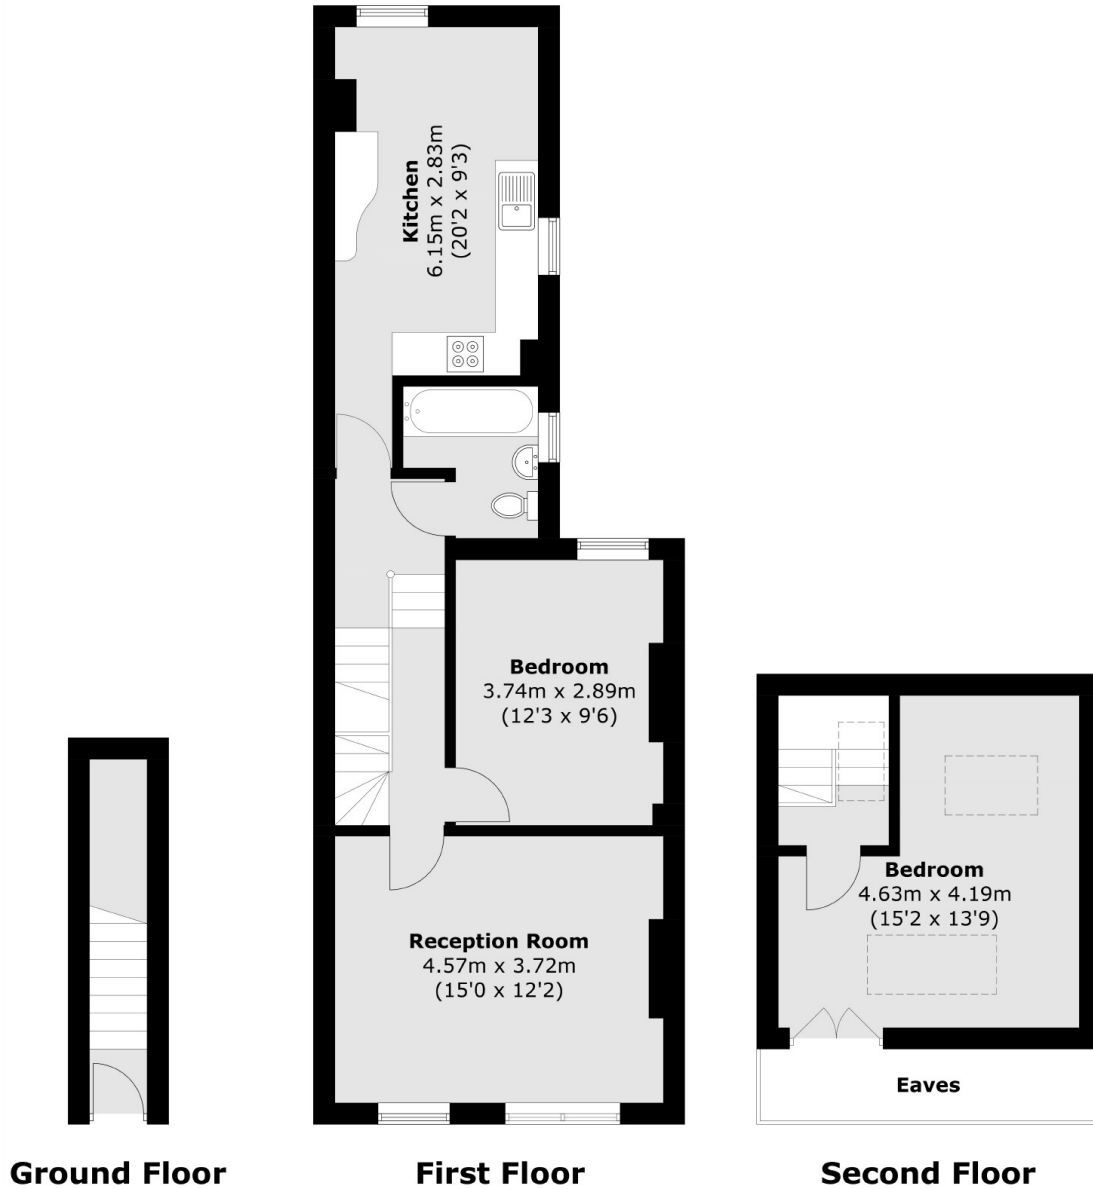 Kitchen
6.15m x 2.83m
(20'2 x 9'3)
Bedroom
3.74m x 2.89m
(12'3 x 9'6)
Reception Room
4.57m x 3.72m
(15'0 x 12'2)
Bedroom
4.63m x 4.19m
(15'2 x 13'9)
Eaves
Ground Floor
First Floor
Second Floor